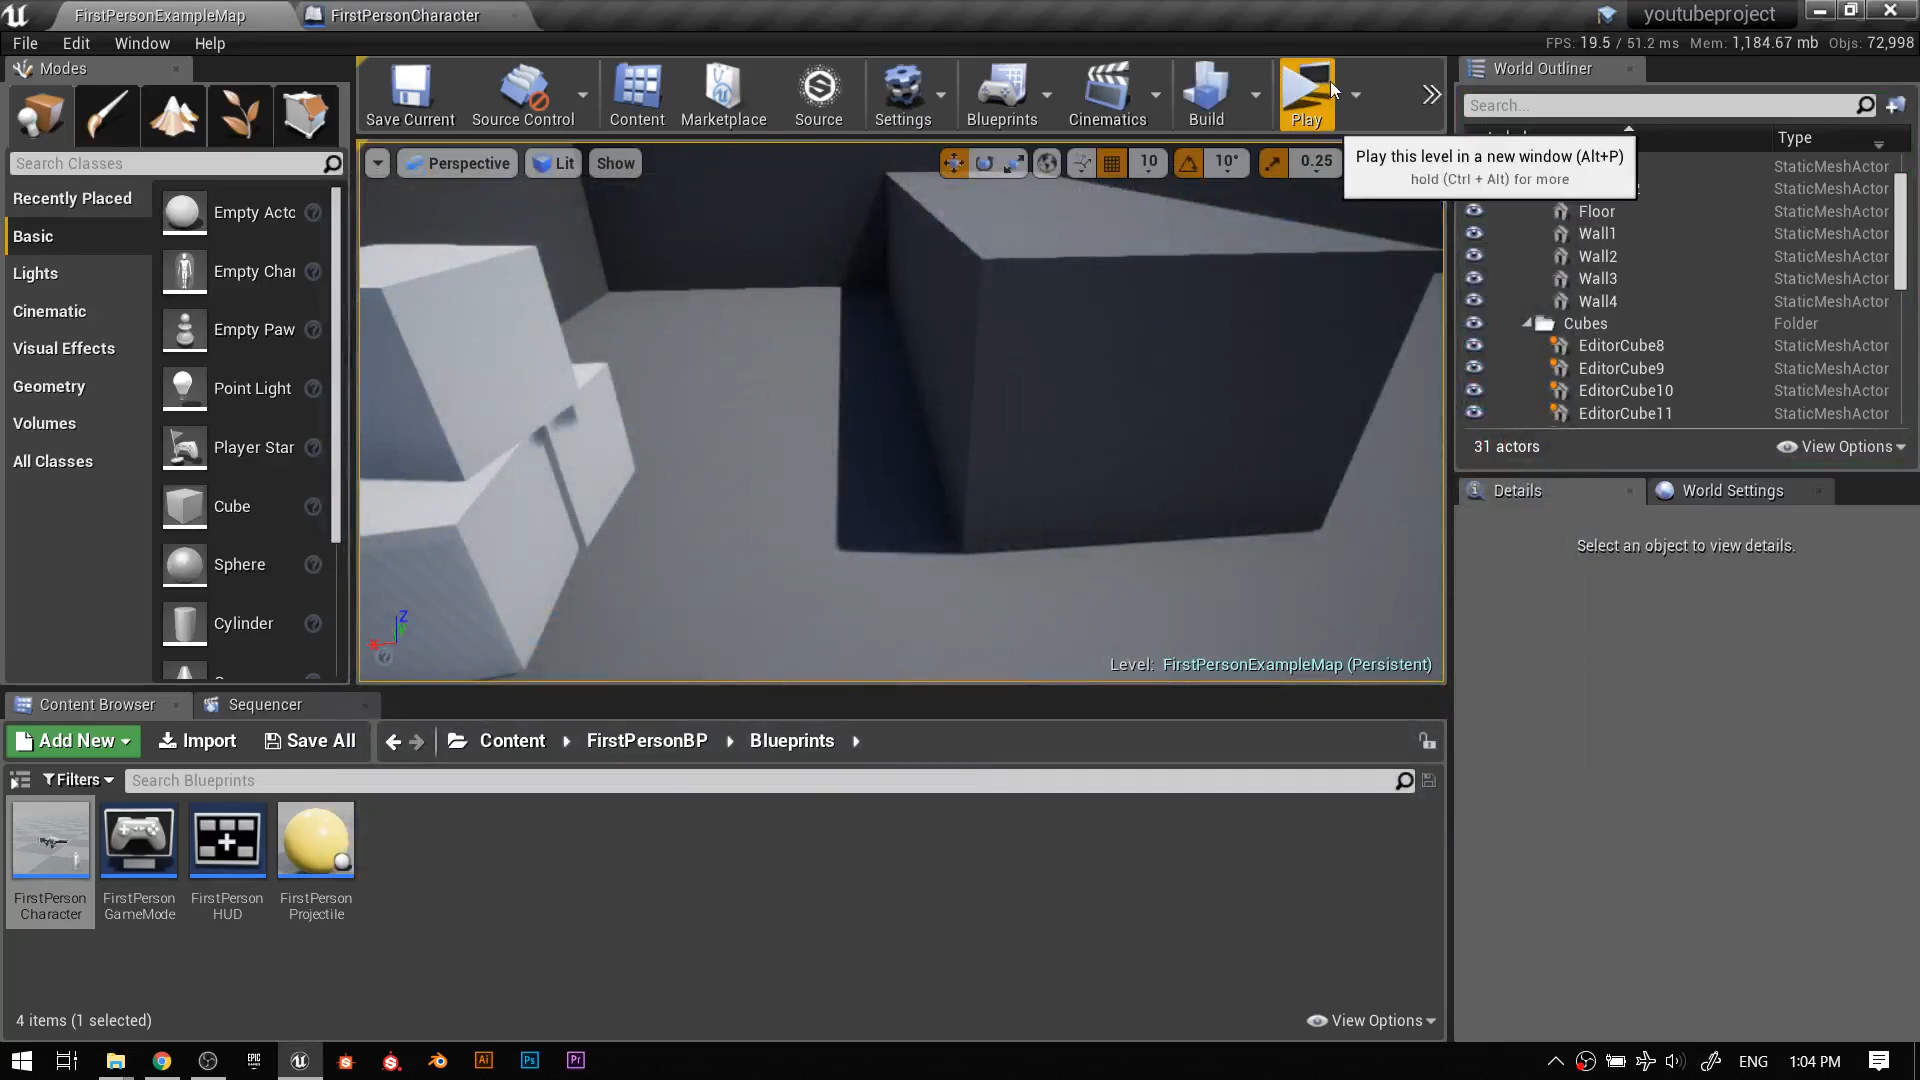 FirstPersonExampleMap
FirstPersonCharacter
youtubeproject
File Edit Window Help
FPS: 19.5 / 51.2 ms Mem: 1,184.67 mb Objs: 72,998
Modes
Save Current
Source Control
Content
Marketplace
Source
Settings
Blueprints
Cinematics
Build
Play
World Outliner
Search...
Type
Play this level in a new window (Alt+P)
hold (Ctrl + Alt) for more
Search Classes
Recently Placed
Basic
Lights
Cinematic
Visual Effects
Geometry
Volumes
All Classes
Empty Acto
Empty Char
Empty Paw
Point Light
Player Star
Cube
Sphere
Cylinder
Perspective
Lit
Show
10
10°
0.25
StaticMeshActor
StaticMeshActor
Floor StaticMeshActor
Wall1 StaticMeshActor
Wall2 StaticMeshActor
Wall3 StaticMeshActor
Wall4 StaticMeshActor
Cubes Folder
EditorCube8 StaticMeshActor
EditorCube9 StaticMeshActor
EditorCube10 StaticMeshActor
EditorCube11 StaticMeshActor
31 actors
View Options
Details
World Settings
Select an object to view details.
Z
Level: FirstPersonExampleMap (Persistent)
Content Browser
Sequencer
Add New
Import
Save All
Content
FirstPersonBP
Blueprints
Filters
Search Blueprints
FirstPerson
Character
FirstPerson
GameMode
FirstPerson
HUD
FirstPerson
Projectile
4 items (1 selected)
View Options
EPIC
GAMES
Ai
Ps
Pr
ENG
1:04 PM